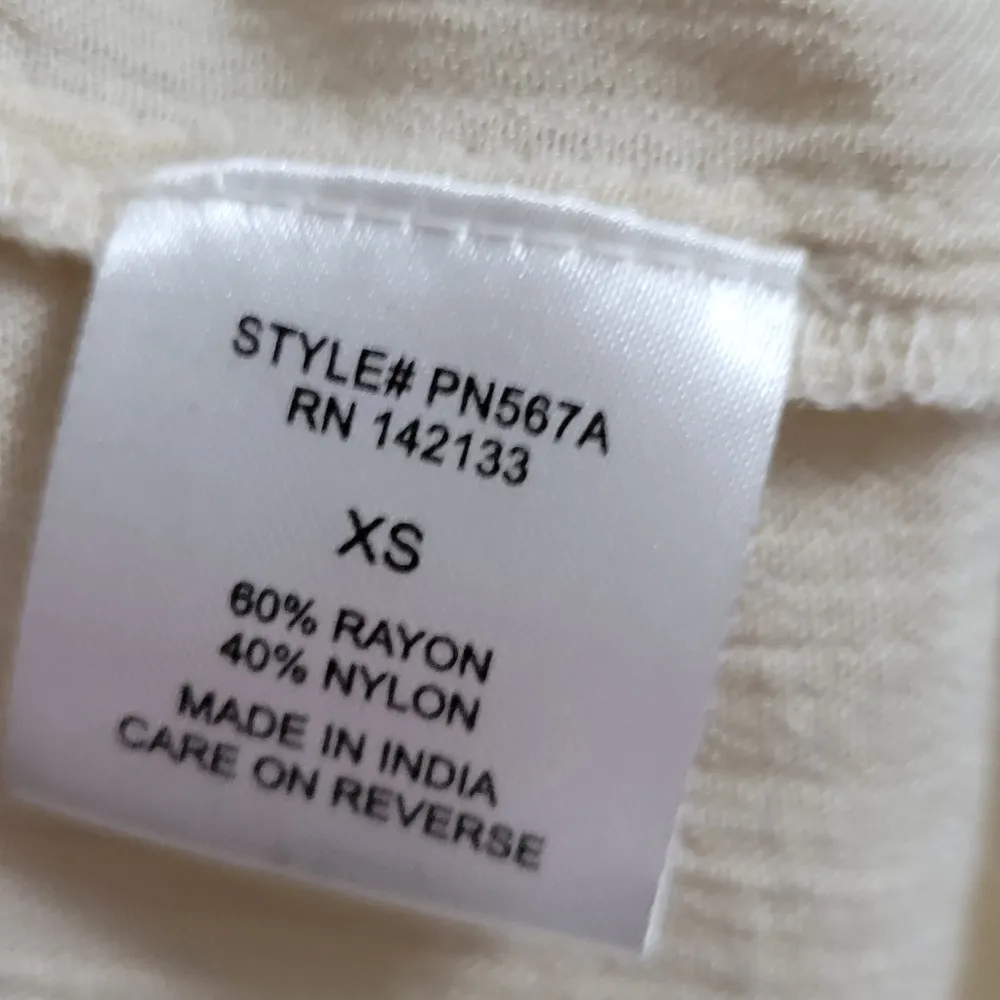 STYLE# PN567A
RN 142133
XS
60% RAYON
40% NYLON
MADE IN INDIA
CARE ON REVERSE